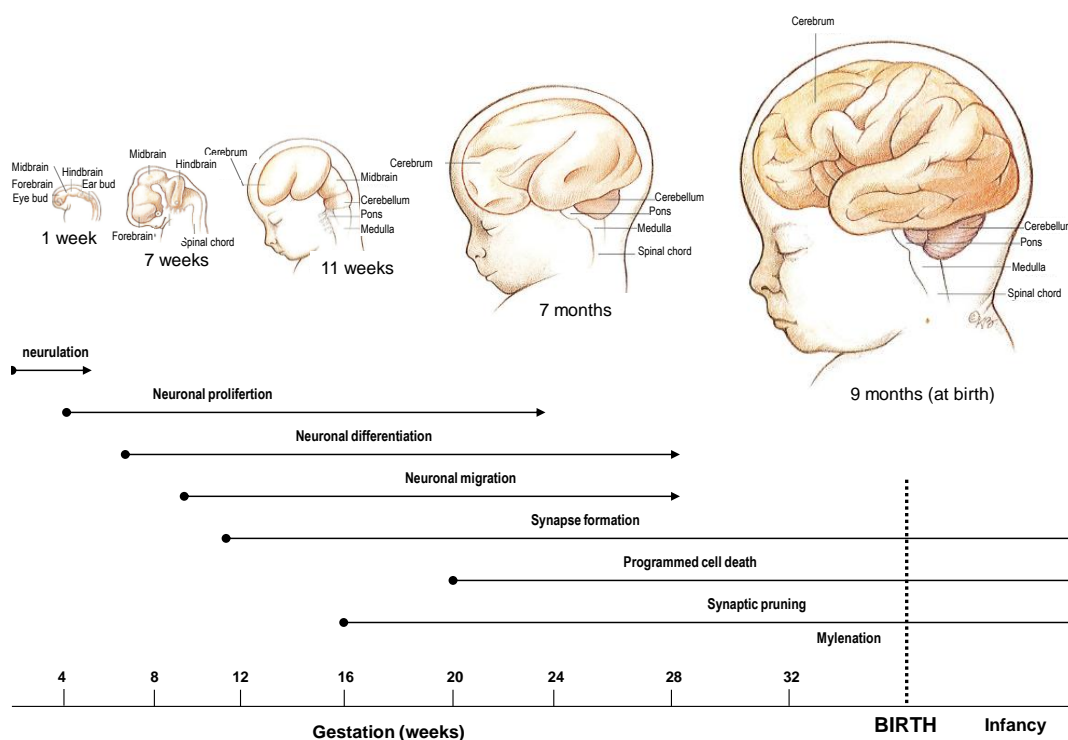 Cerebrum
Midbrain
Hindbrain
Forebrain
Ear bud
Eye bud
1 week
Midbrain
Hindbrain
Forebrain
Spinal chord
7 weeks
Cerebrum
Midbrain
Cerebellum
Pons
Medulla
11 weeks
Cerebrum
Cerebellum
Pons
Medulla
Spinal chord
7 months
Cerebellum
Pons
Medulla
Spinal chord
9 months (at birth)
neurulation
Neuronal prolifertion
Neuronal differentiation
Neuronal migration
Synapse formation
Programmed cell death
Synaptic pruning
Mylenation
4 8 12 16 20 24 28 32
Gestation (weeks) BIRTH Infancy